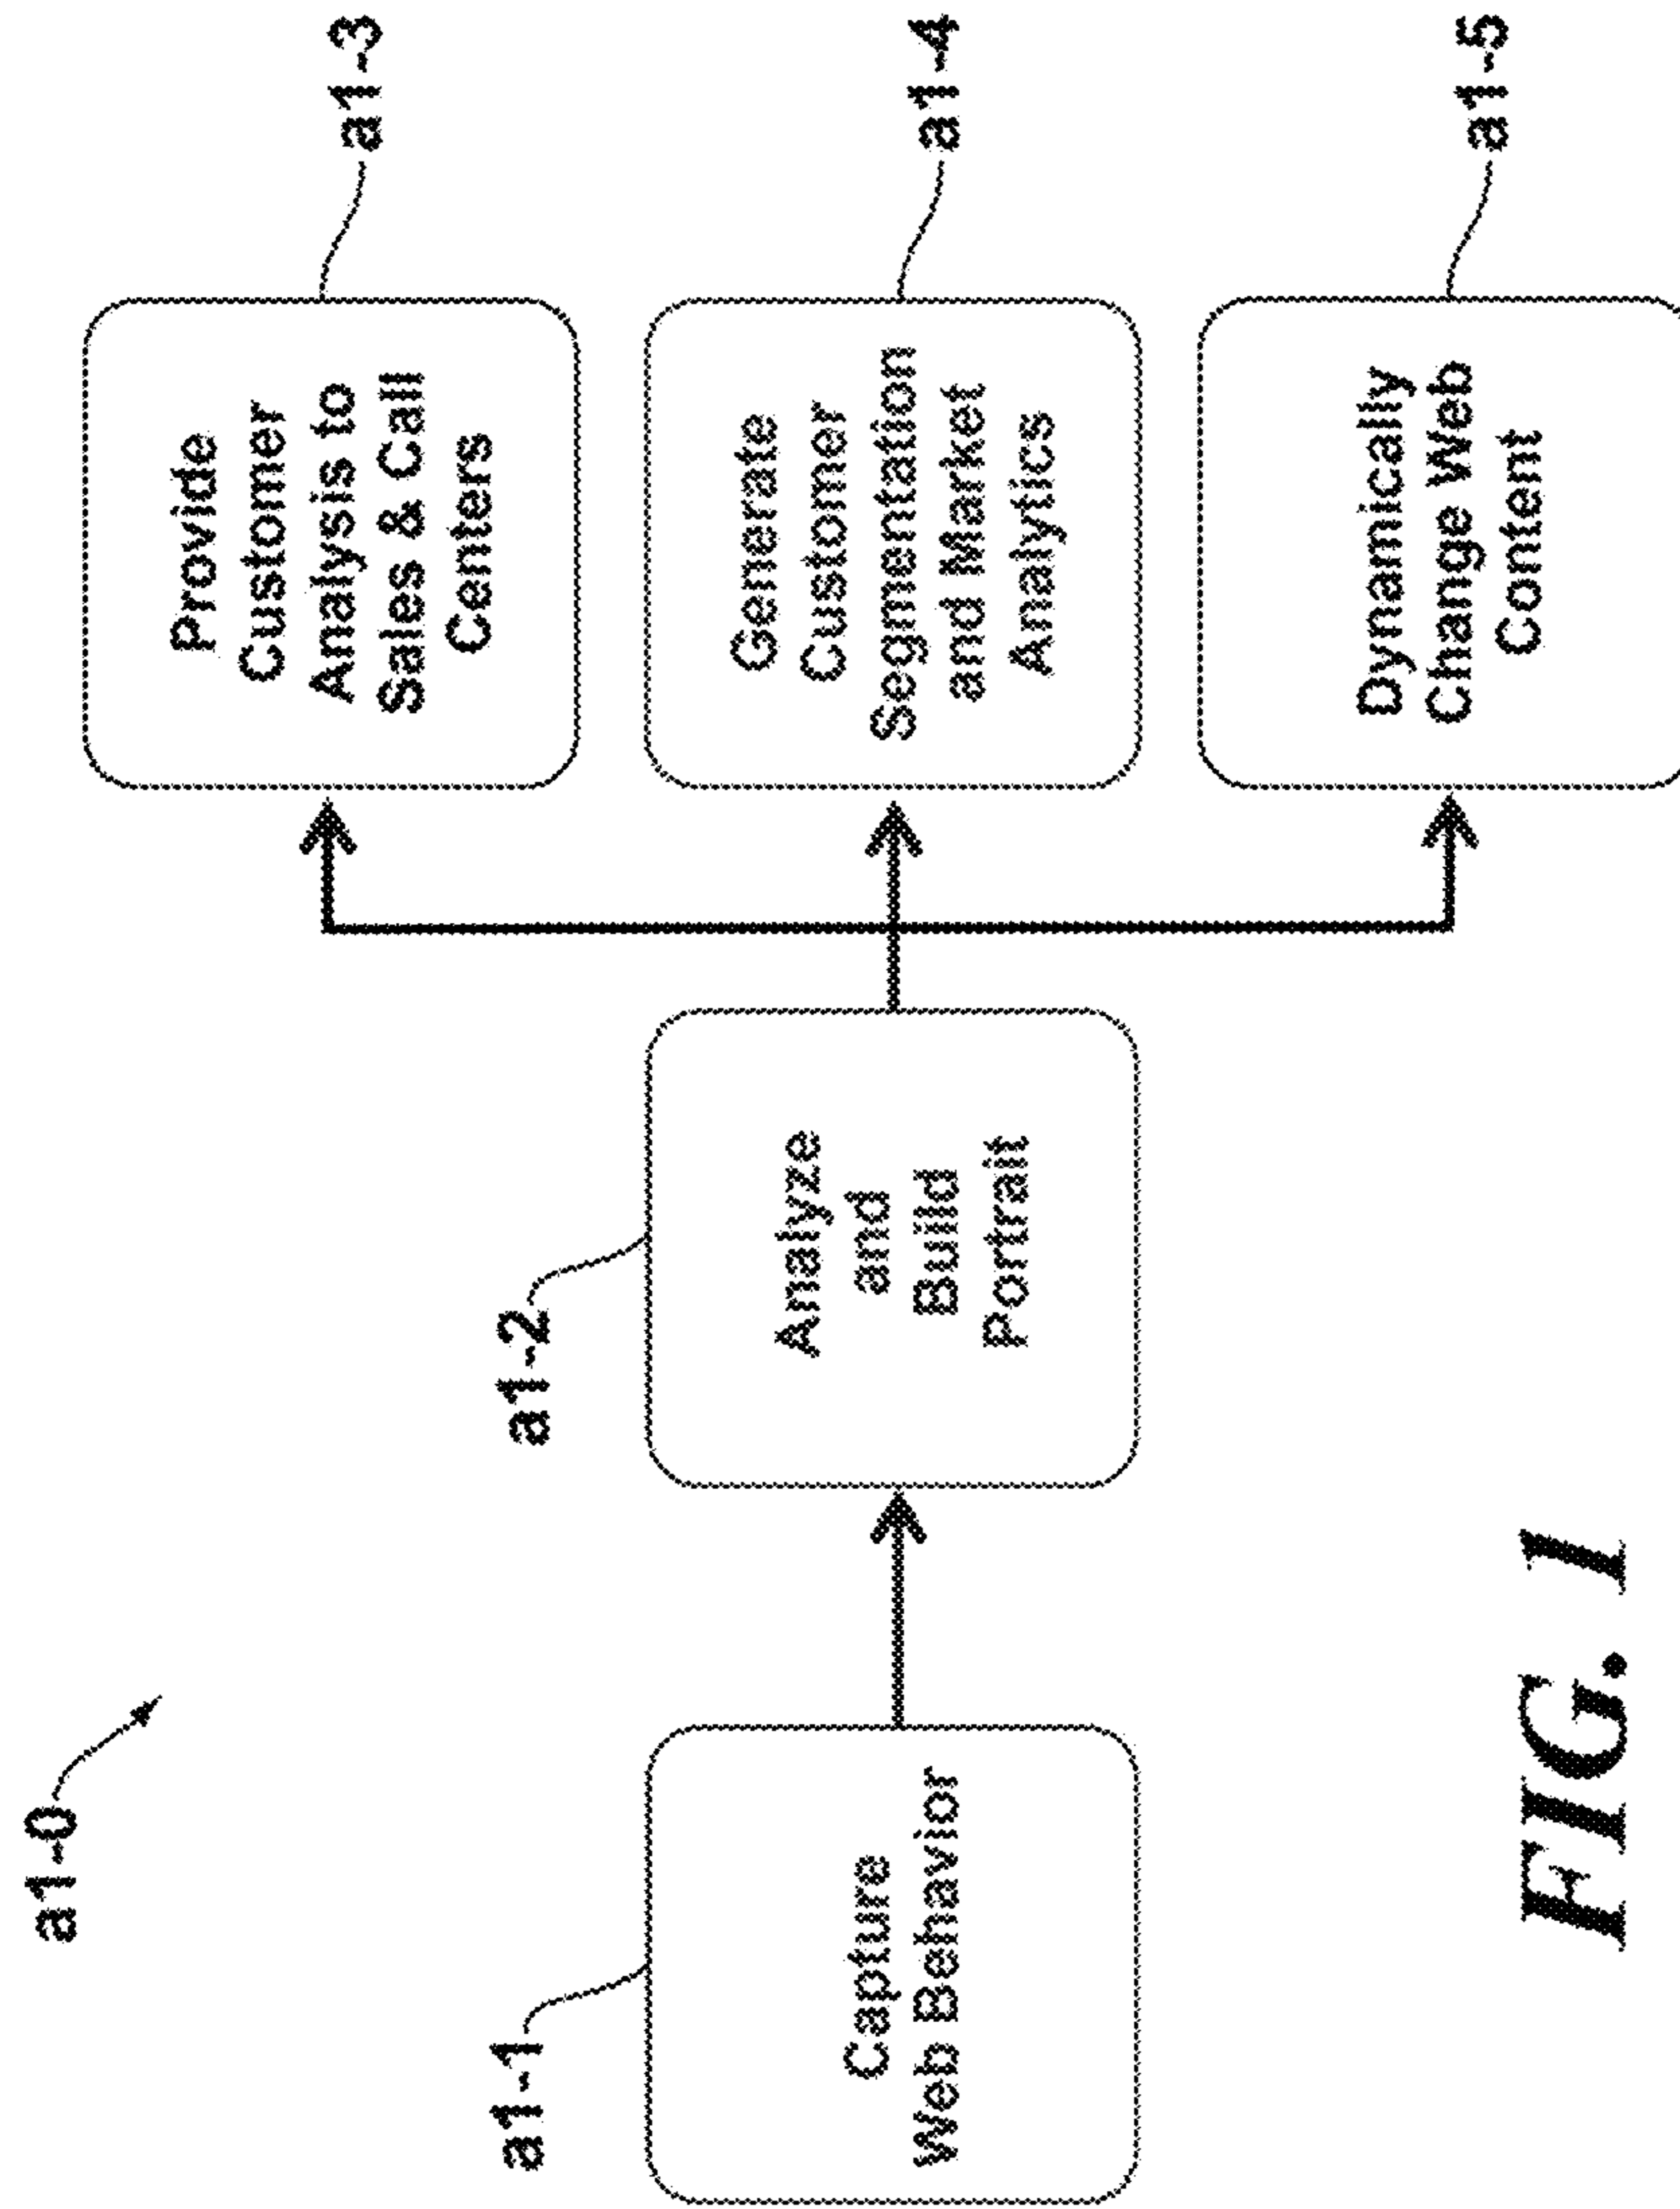 a1-0
a1-1
Capture
Web Behavior
a1-2
Analyze
and
Build
Portrait
Provide
Customer
Analysis to
Sales & Call
Centers
a1-3
Generate
Customer
Segmentation
and Market
Analytics
a1-4
Dynamically
Change Web
Content
a1-5
FIG. 1